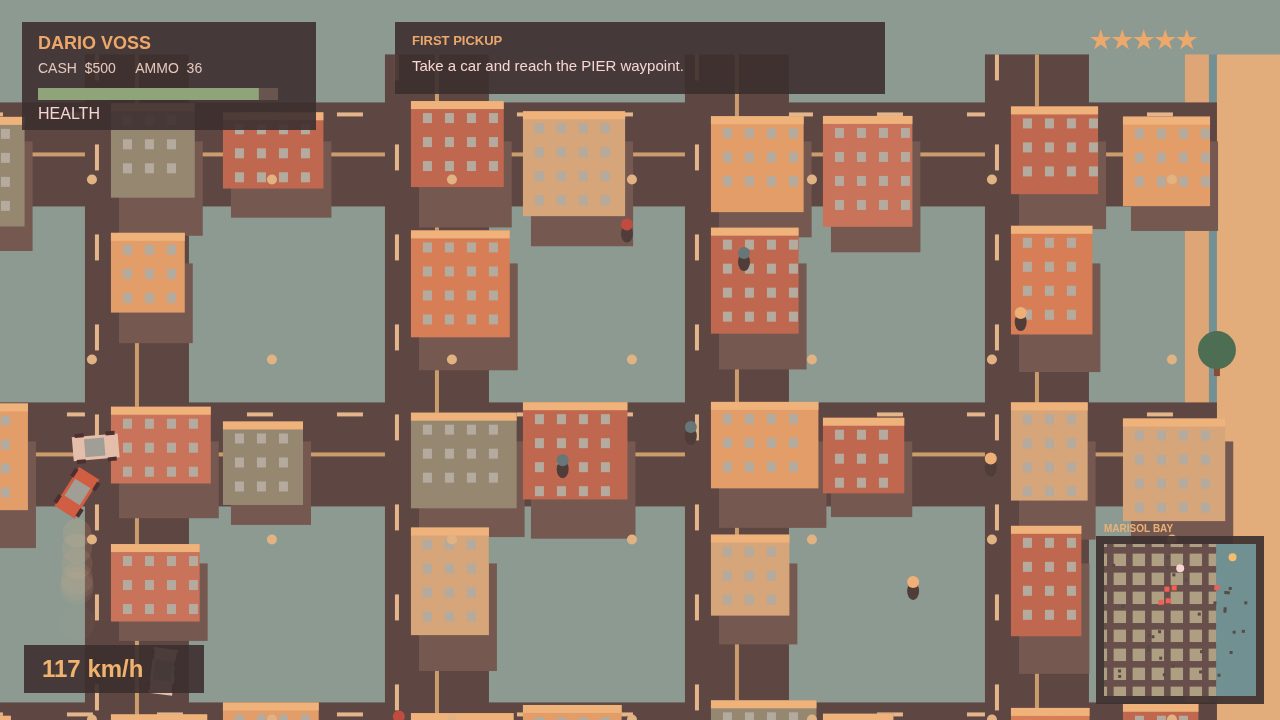 DARIO VOSS
CASH $500 AMMO 36
HEALTH
FIRST PICKUP
Take a car and reach the PIER waypoint.
★★★★★
MARISOL BAY
117 km/h